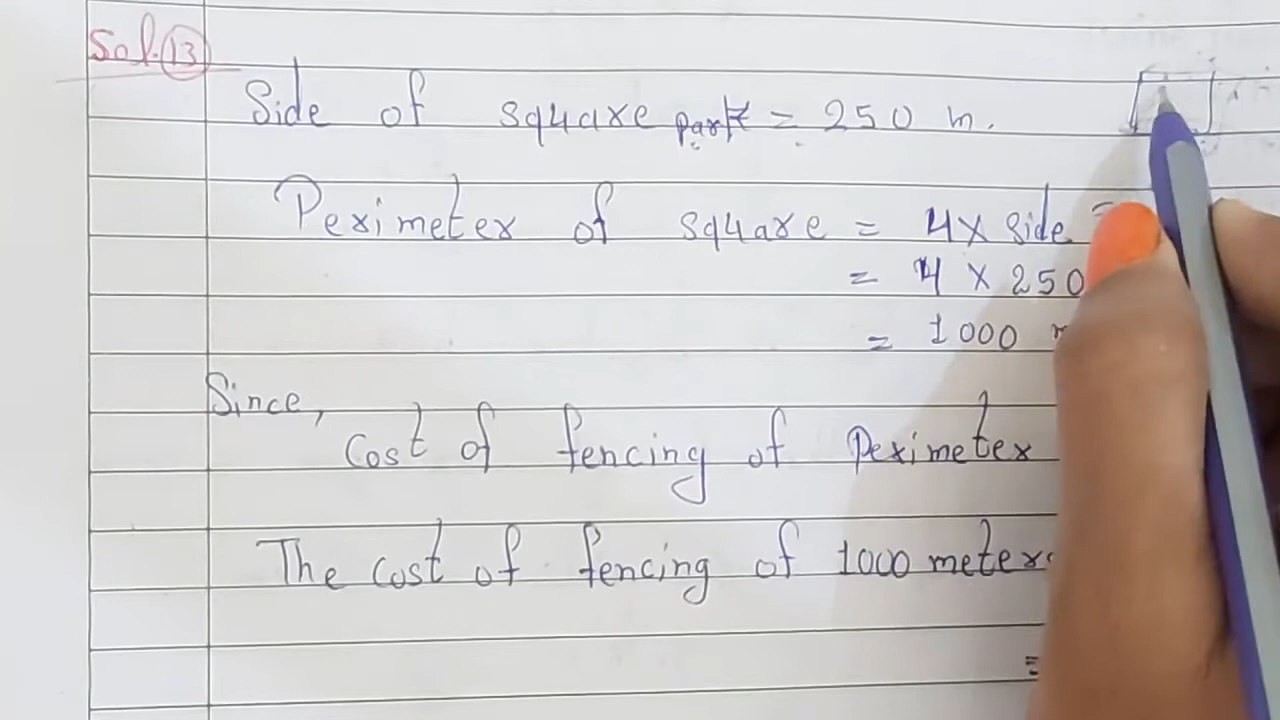 Sol. 13
Side of square park = 250 m.
Perimeter of square = 4 x side =
= 4 x 250
= 1000 m
Since,
Cost of fencing of Perimeter
The cost of fencing of 1000 meters
=